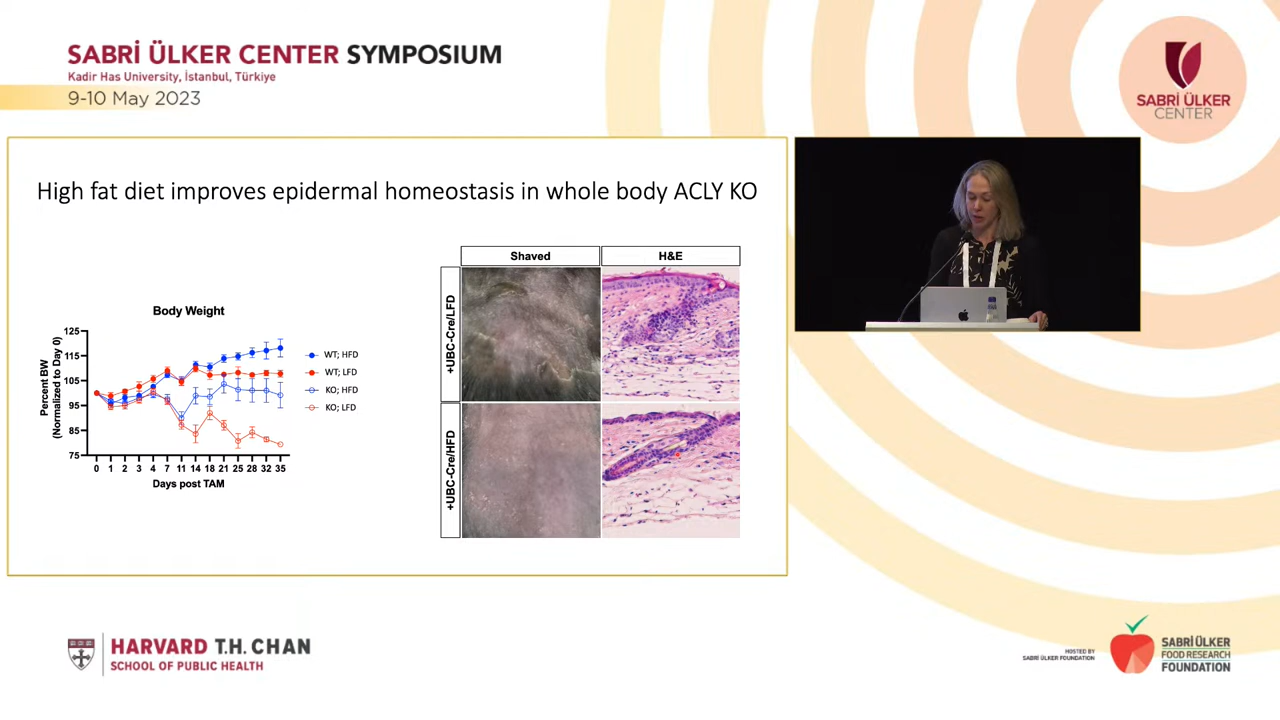 SABRİ ÜLKER CENTER SYMPOSIUM
Kadir Has University, İstanbul, Türkiye
9-10 May 2023
SABRİ ÜLKER
CENTER
High fat diet improves epidermal homeostasis in whole body ACLY KO
Body Weight
Percent BW
(Normalized to Day 0)
125
115
105
95
85
75
0 1 2 3 4 7 11 14 18 21 25 28 32 35
Days post TAM
WT; HFD
WT; LFD
KO; HFD
KO; LFD
Shaved H&E
+UBC-Cre/LFD
+UBC-Cre/HFD
HARVARD T.H. CHAN
SCHOOL OF PUBLIC HEALTH
HOSTED BY
SABRİ ÜLKER FOUNDATION
SABRİ ÜLKER
FOOD RESEARCH
FOUNDATION